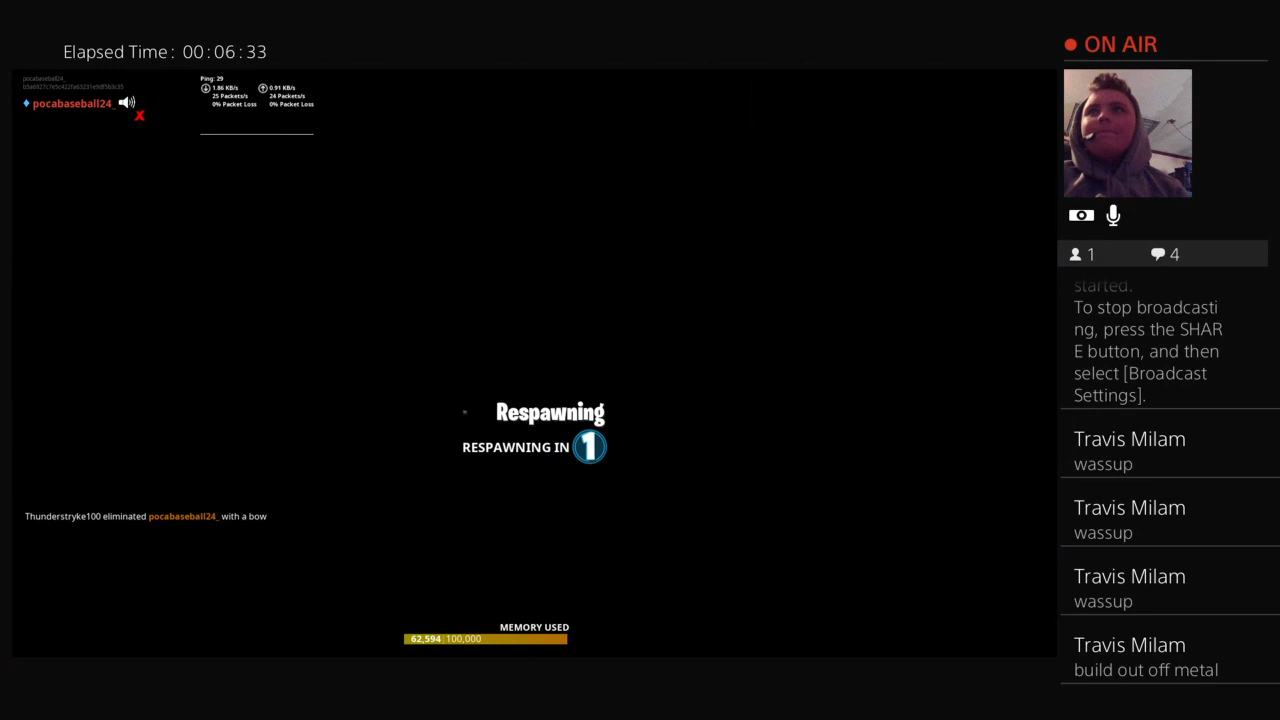 Elapsed Time: 00:06:33
ON AIR
pocabaseball24_
pocabaseball24_
Ping: 29
1.86 KB/s 0.91 KB/s
25 Packets/s 24 Packets/s
0% Packet Loss 0% Packet Loss
1 4
started.
To stop broadcasti
ng, press the SHAR
E button, and then
select [Broadcast
Settings].
Travis Milam
wassup
Travis Milam
wassup
Travis Milam
wassup
Travis Milam
build out off metal
Respawning
RESPAWNING IN 1
Thunderstryke100 eliminated pocabaseball24_ with a bow
MEMORY USED
62,594 | 100,000